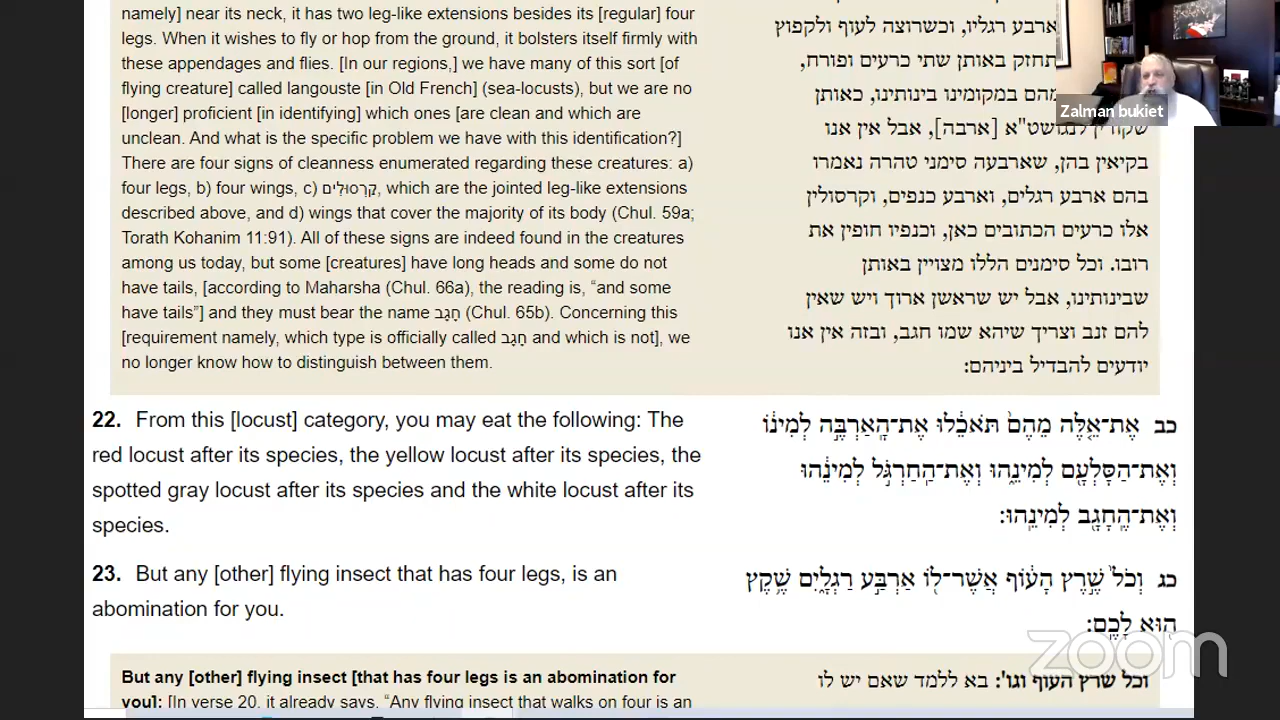 namely] near its neck, it has two leg-like extensions besides its [regular] four
legs. When it wishes to fly or hop from the ground, it bolsters itself firmly with
these appendages and flies. [In our regions,] we have many of this sort [of
flying creature] called langouste [in Old French] (sea-locusts), but we are no
[longer] proficient [in identifying] which ones [are clean and which are
unclean. And what is the specific problem we have with this identification?]
There are four signs of cleanness enumerated regarding these creatures: a)
four legs, b) four wings, c) קַרְסוּלִים, which are the jointed leg-like extensions
described above, and d) wings that cover the majority of its body (Chul. 59a;
Torath Kohanim 11:91). All of these signs are indeed found in the creatures
among us today, but some [creatures] have long heads and some do not
have tails, [according to Maharsha (Chul. 66a), the reading is, “and some
have tails”] and they must bear the name חָגָב (Chul. 65b). Concerning this
[requirement namely, which type is officially called חָגָב and which is not], we
no longer know how to distinguish between them.
ארבע רגליו, וכשרוצה לעוף ולקפוץ
תחזק באותן שתי כרעים ופורח,
מהם במקומינו בינותינו, כאותן
שקורין לנגושט"א [ארבה], אבל אין אנו
בקיאין בהן, שארבעה סימני טהרה נאמרו
בהם ארבע רגלים, וארבע כנפים, וקרסולין
אלו כרעים הכתובים כאן, וכנפיו חופין את
רובו. וכל סימנים הללו מצויין באותן
שבינותינו, אבל יש שראשן ארוך ויש שאין
להם זנב וצריך שיהא שמו חגב, ובזה אין אנו
יודעים להבדיל ביניהם:
22. From this [locust] category, you may eat the following: The
red locust after its species, the yellow locust after its species, the
spotted gray locust after its species and the white locust after its
species.
כב אֶת־אֵ֤לֶּה מֵהֶם֙ תֹּאכֵ֔לוּ אֶת־הָֽאַרְבֶּ֣ה לְמִינ֔וֹ
וְאֶת־הַסָּלְעָ֖ם לְמִינֵ֑הוּ וְאֶת־הַֽחַרְגֹּ֣ל לְמִינֵ֔הוּ
וְאֶת־הֶֽחָגָ֖ב לְמִינֵֽהוּ:
23. But any [other] flying insect that has four legs, is an
abomination for you.
כג וְכֹל֙ שֶׁ֣רֶץ הָע֔וֹף אֲשֶׁר־ל֖וֹ אַרְבַּ֣ע רַגְלָ֑יִם שֶׁ֥קֶץ
ה֖וּא לָכֶֽם:
But any [other] flying insect [that has four legs is an abomination for
you]: [In verse 20, it already says, “Any flying insect that walks on four is an
וכל שרץ העוף וגו': בא ללמד שאם יש לו
Zalman bukiet
zoom